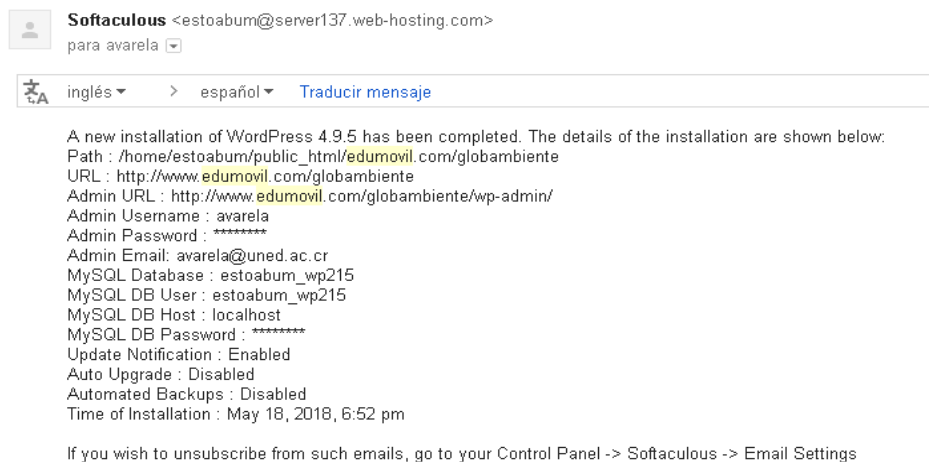 Softaculous <estoabum@server137.web-hosting.com>
para avarela
inglés > español Traducir mensaje
A new installation of WordPress 4.9.5 has been completed. The details of the installation are shown below:
Path : /home/estoabum/public_html/edumovil.com/globambiente
URL : http://www.edumovil.com/globambiente
Admin URL : http://www.edumovil.com/globambiente/wp-admin/
Admin Username : avarela
Admin Password : ********
Admin Email: avarela@uned.ac.cr
MySQL Database : estoabum_wp215
MySQL DB User : estoabum_wp215
MySQL DB Host : localhost
MySQL DB Password : ********
Update Notification : Enabled
Auto Upgrade : Disabled
Automated Backups : Disabled
Time of Installation : May 18, 2018, 6:52 pm
If you wish to unsubscribe from such emails, go to your Control Panel -> Softaculous -> Email Settings